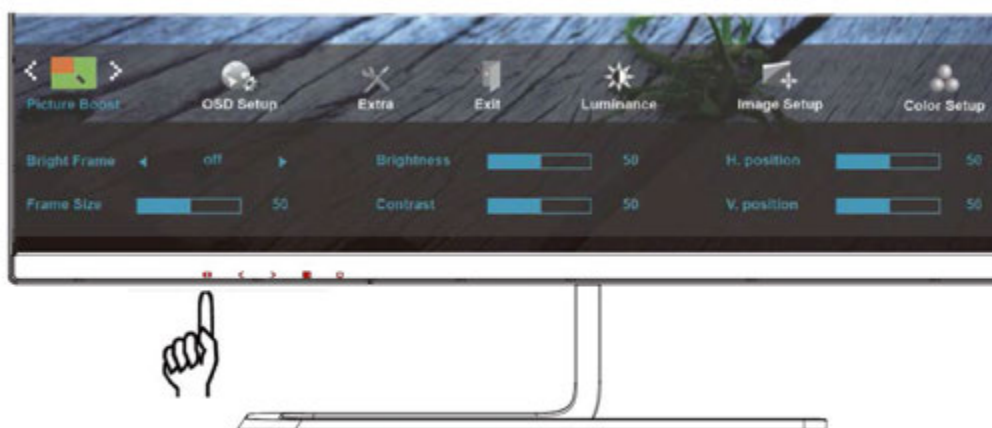 Picture Boost OSD Setup Extra Exit Luminance Image Setup Color Setup
Bright Frame off Brightness 50 H. position 50
Frame Size 50 Contrast 50 V. position 50